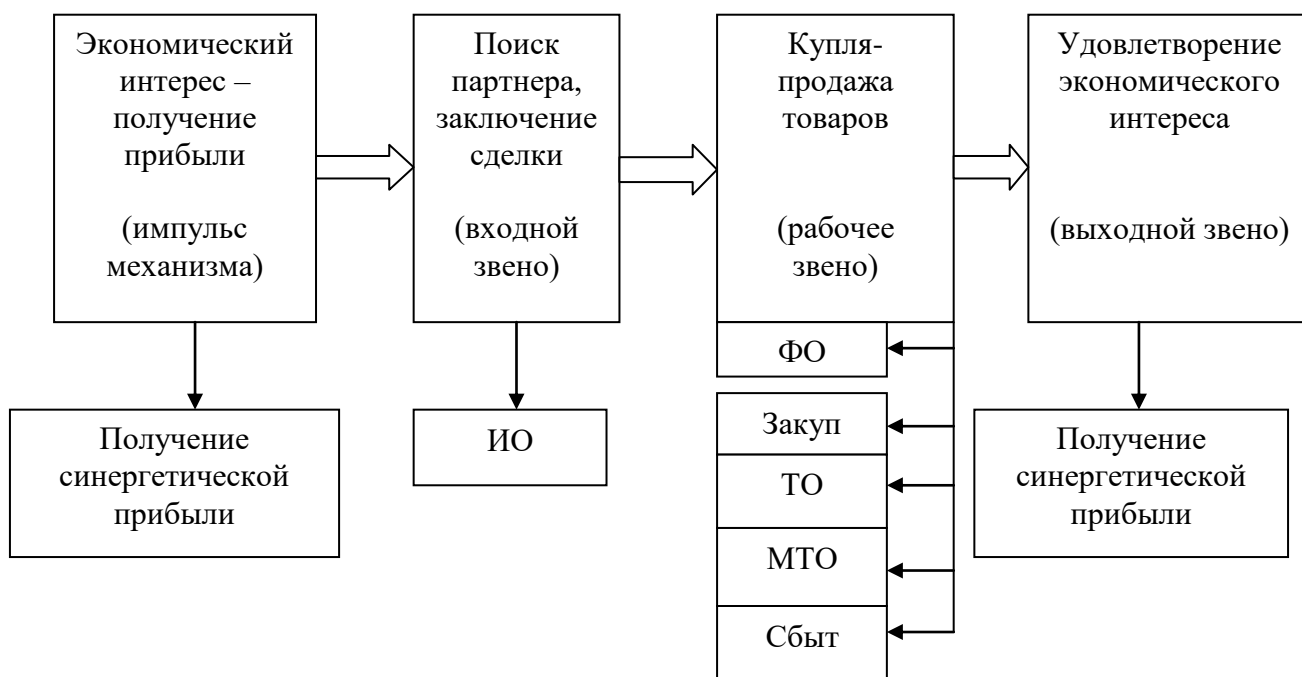 Экономический
интерес –
получение
прибыли
(импульс
механизма)
Поиск
партнера,
заключение
сделки
(входной
звено)
Купля-
продажа
товаров
(рабочее
звено)
Удовлетворение
экономического
интереса
(выходной звено)
Получение
синергетической
прибыли
ИО
ФО
Закуп
ТО
МТО
Сбыт
Получение
синергетической
прибыли